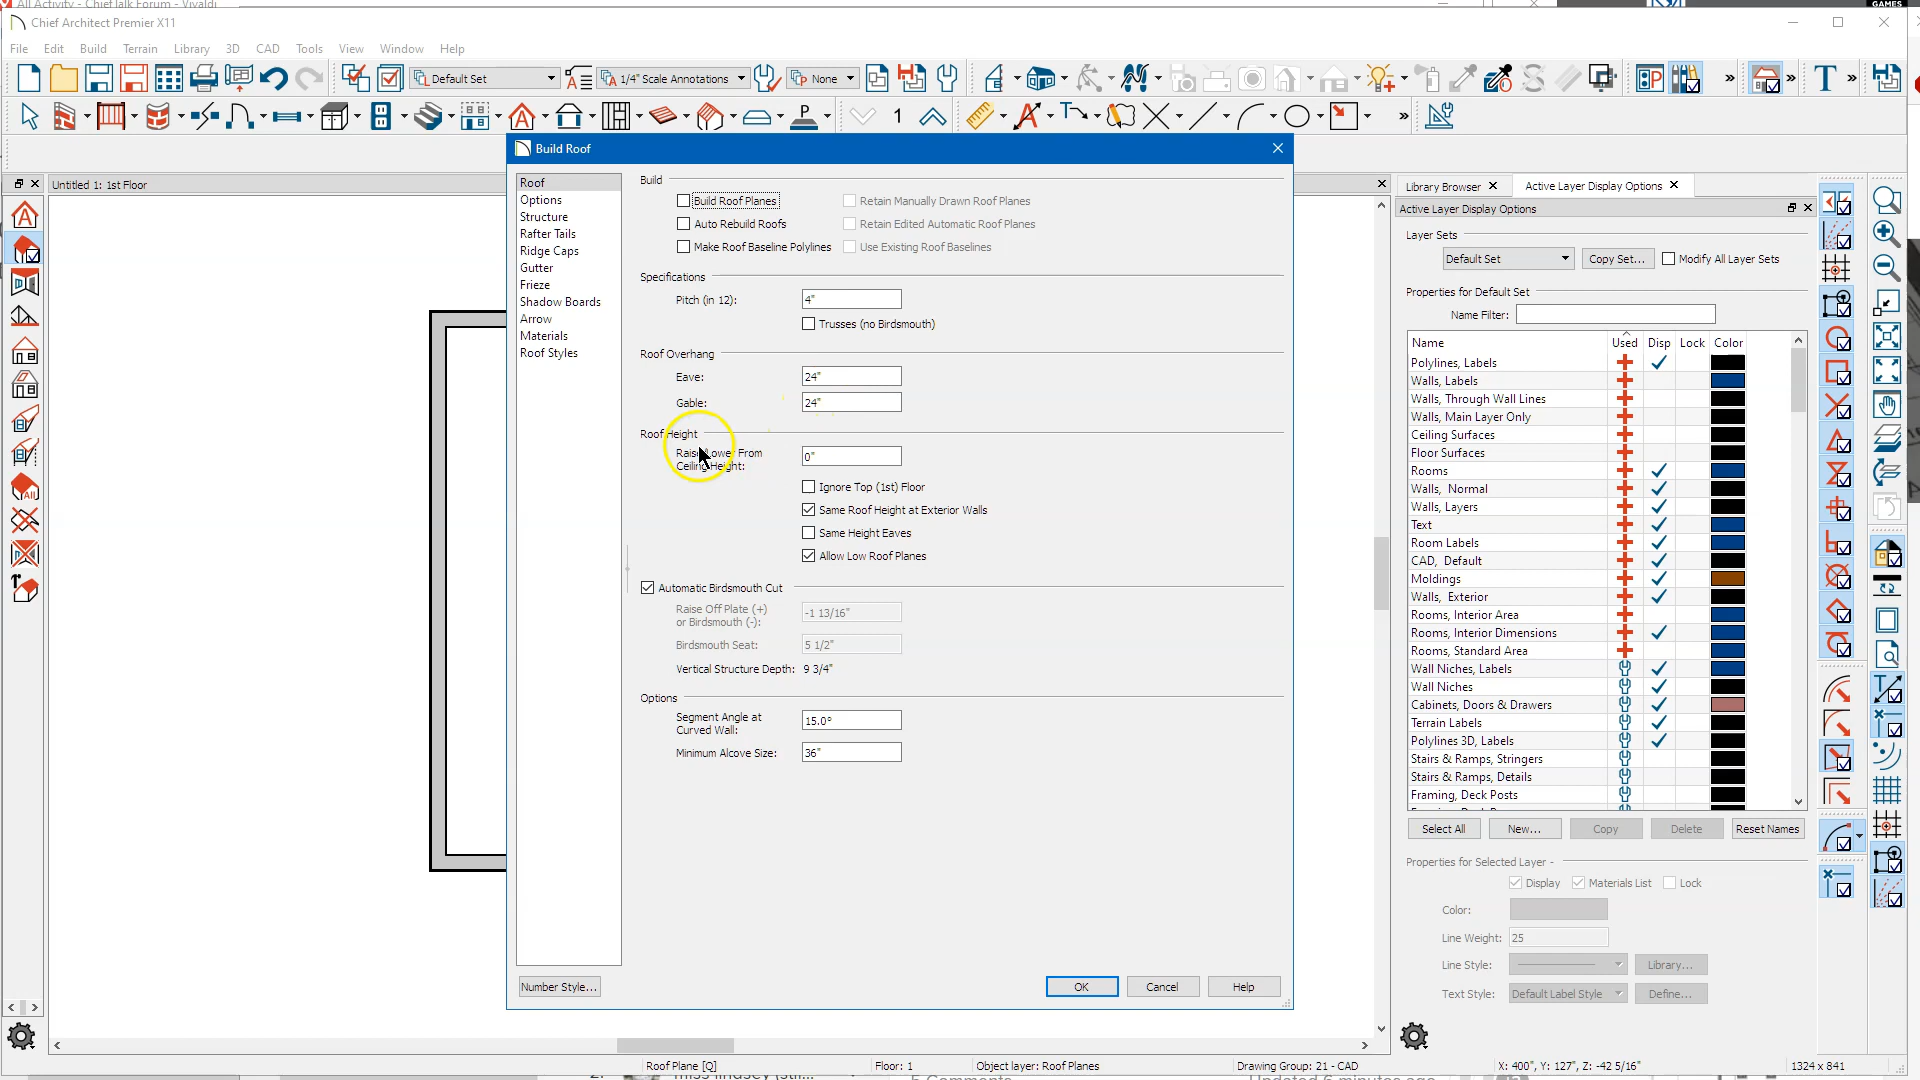 All Activity - ChiefTalk Forum - Vivaldi
GAMES
Chief Architect Premier X11
File Edit Build Terrain Library 3D CAD Tools View Window Help
Default Set 1/4" Scale Annotations None
1
Build Roof
Untitled 1: 1st Floor
Roof
Options
Structure
Rafter Tails
Ridge Caps
Gutter
Frieze
Shadow Boards
Arrow
Materials
Roof Styles
Build
Build Roof Planes Retain Manually Drawn Roof Planes
Auto Rebuild Roofs Retain Edited Automatic Roof Planes
Make Roof Baseline Polylines Use Existing Roof Baselines
Specifications
Pitch (in 12): 4"
Trusses (no Birdsmouth)
Roof Overhang
Eave: 24"
Gable: 24"
Roof Height
Raise/Lower From
Ceiling Height: 0"
Ignore Top (1st) Floor
Same Roof Height at Exterior Walls
Same Height Eaves
Allow Low Roof Planes
Automatic Birdsmouth Cut
Raise Off Plate (+)
or Birdsmouth (-): -1 13/16"
Birdsmouth Seat: 5 1/2"
Vertical Structure Depth: 9 3/4"
Options
Segment Angle at
Curved Wall: 15.0°
Minimum Alcove Size: 36"
Number Style... OK Cancel Help
Library Browser Active Layer Display Options
Active Layer Display Options
Layer Sets
Default Set Copy Set... Modify All Layer Sets
Properties for Default Set
Name Filter:
Name Used Disp Lock Color
Polylines, Labels
Walls, Labels
Walls, Through Wall Lines
Walls, Main Layer Only
Ceiling Surfaces
Floor Surfaces
Rooms
Walls, Normal
Walls, Layers
Text
Room Labels
CAD, Default
Moldings
Walls, Exterior
Rooms, Interior Area
Rooms, Interior Dimensions
Rooms, Standard Area
Wall Niches, Labels
Wall Niches
Cabinets, Doors & Drawers
Terrain Labels
Polylines 3D, Labels
Stairs & Ramps, Stringers
Stairs & Ramps, Details
Framing, Deck Posts
Select All New... Copy Delete Reset Names
Properties for Selected Layer -
Display Materials List Lock
Color:
Line Weight: 25
Line Style: Library...
Text Style: Default Label Style Define...
Roof Plane [Q] Floor: 1 Object layer: Roof Planes Drawing Group: 21 - CAD X: 400", Y: 127", Z: -42 5/16" 1324 x 841